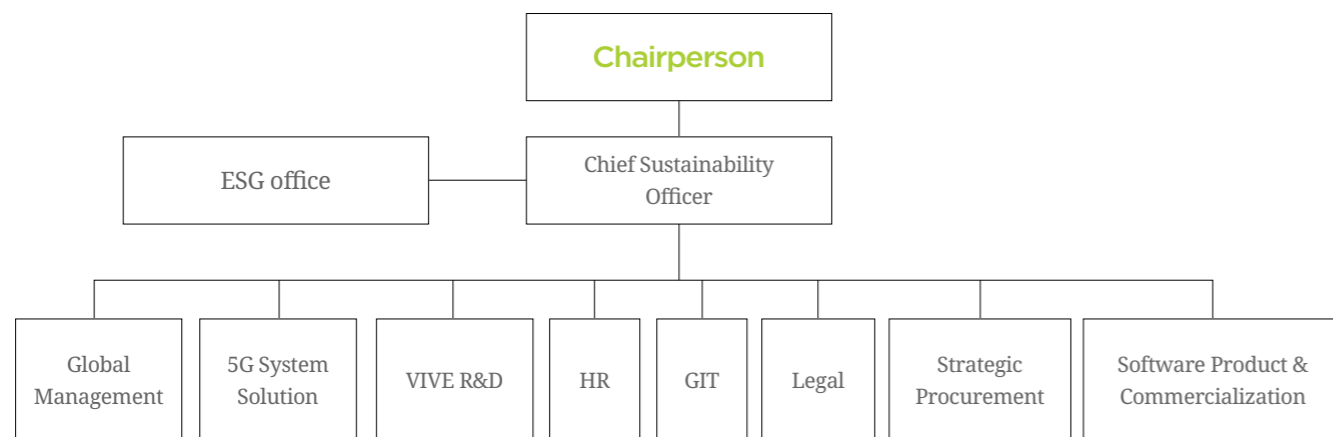 Chairperson
ESG office
Chief Sustainability
Officer
Global
Management
5G System
Solution
VIVE R&D
HR
GIT
Legal
Strategic
Procurement
Software Product &
Commercialization